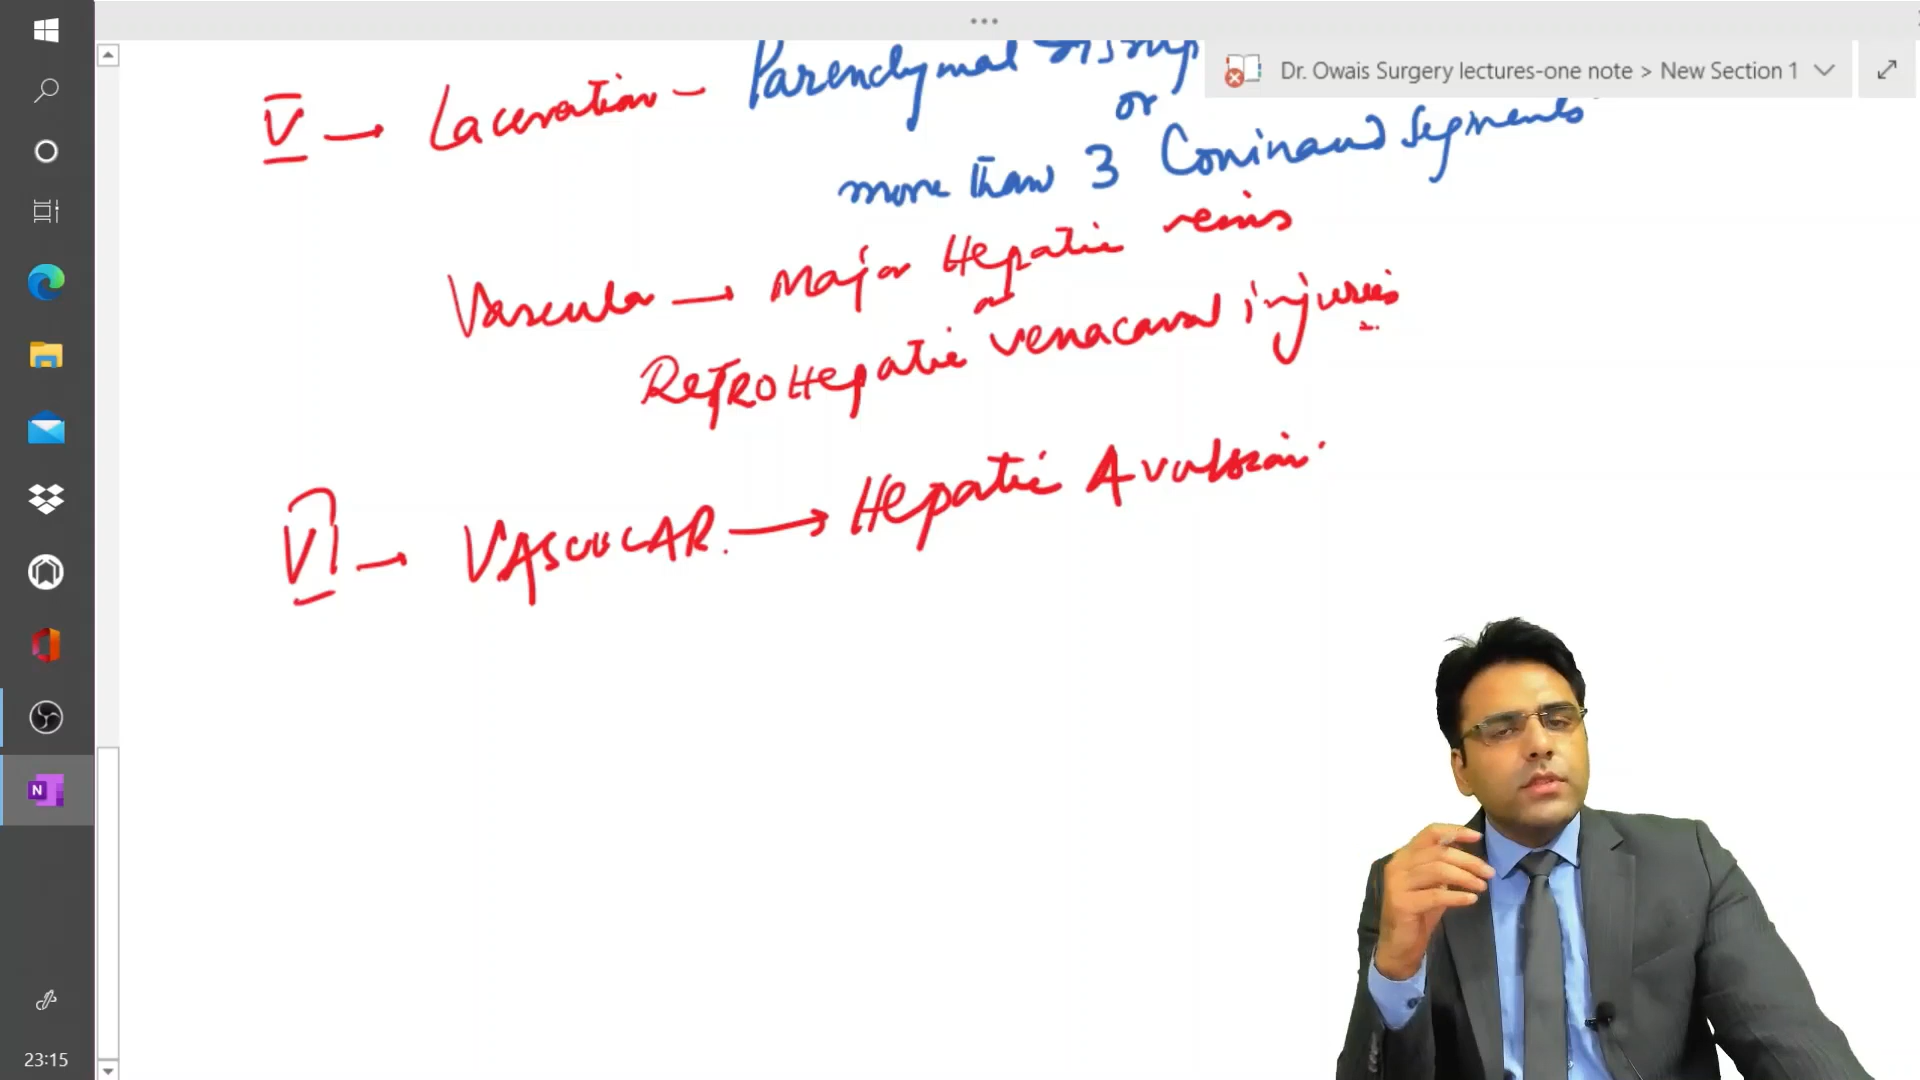 Dr. Owais Surgery lectures-one note > New Section 1
V → Laceration - Parenchymal
or
more than 3 Couinaud Segments
Vascular → Major Hepatic veins
or
RetROHepatic venacaval injuries
VI → VASCULAR. → Hepatic Avulsion.
N
23:15